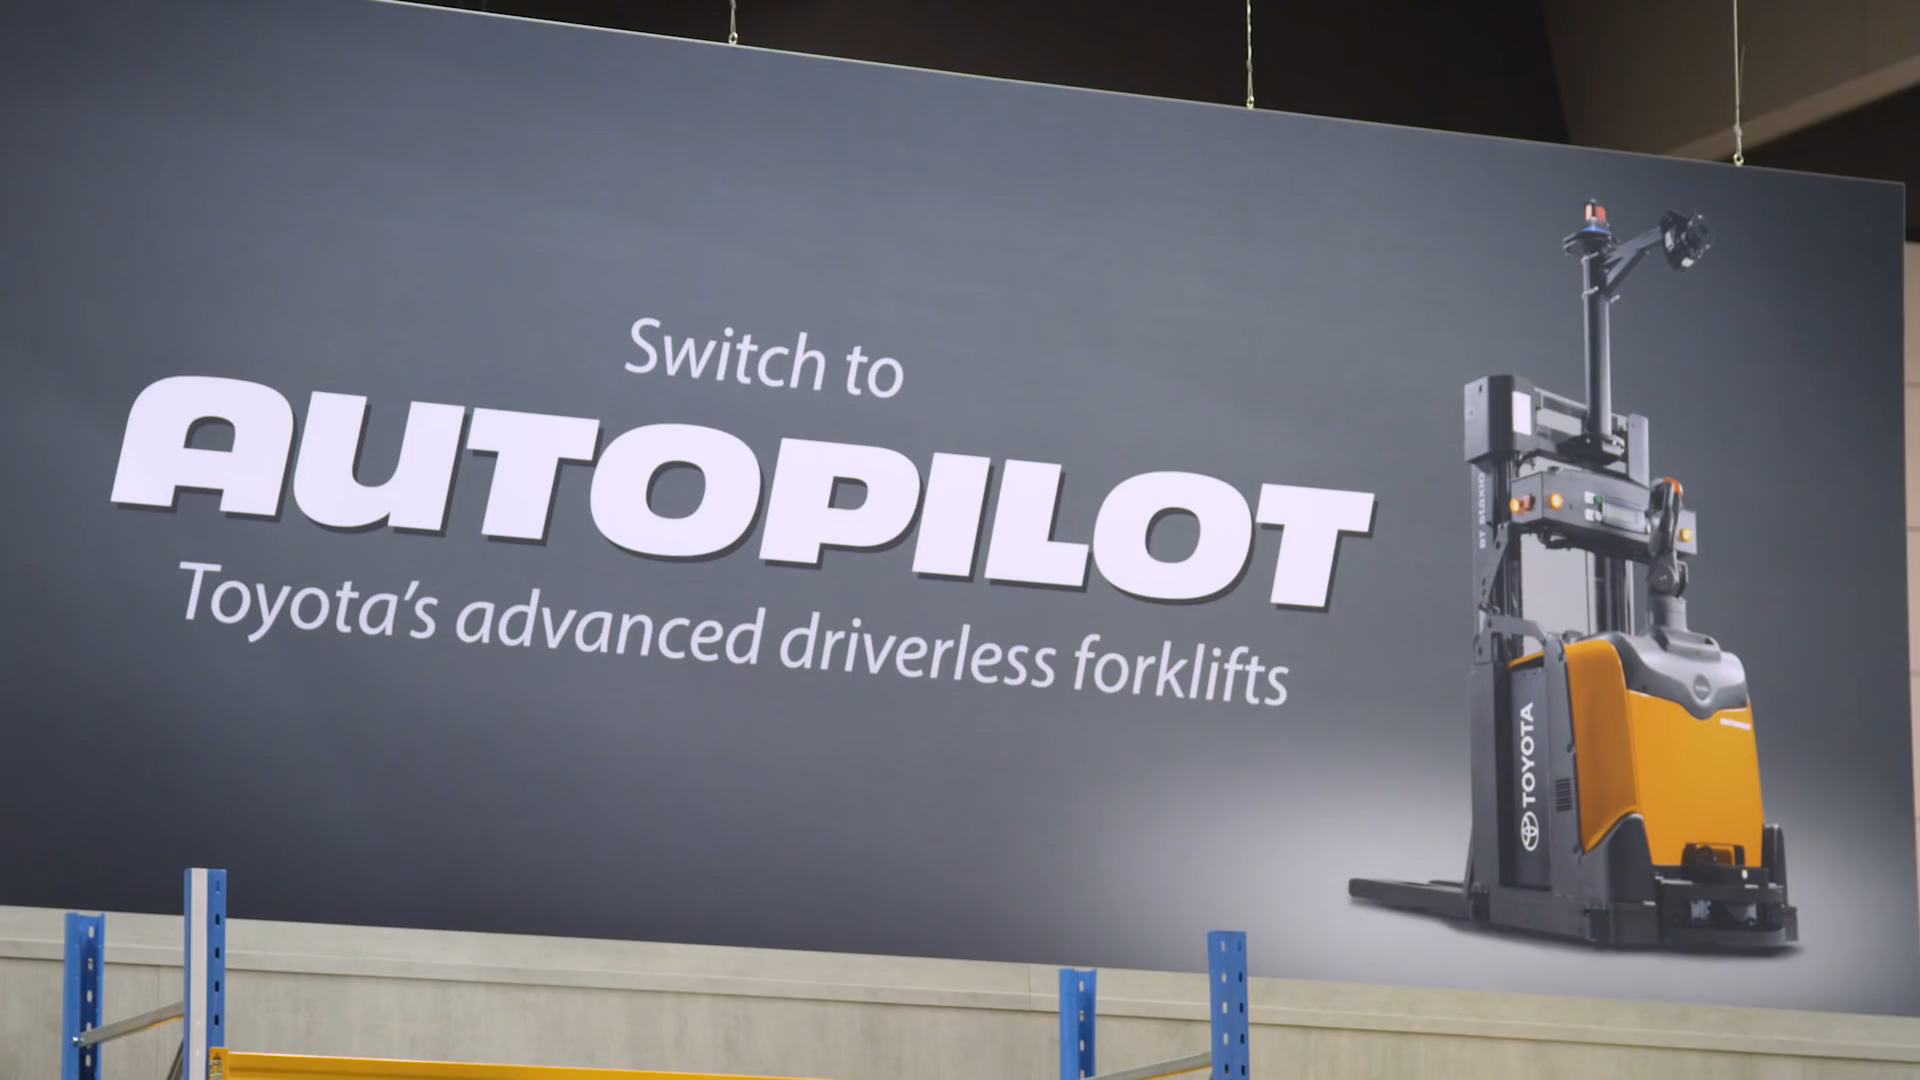 Switch to
AUTOPILOT
Toyota's advanced driverless forklifts
BT staxio
TOYOTA